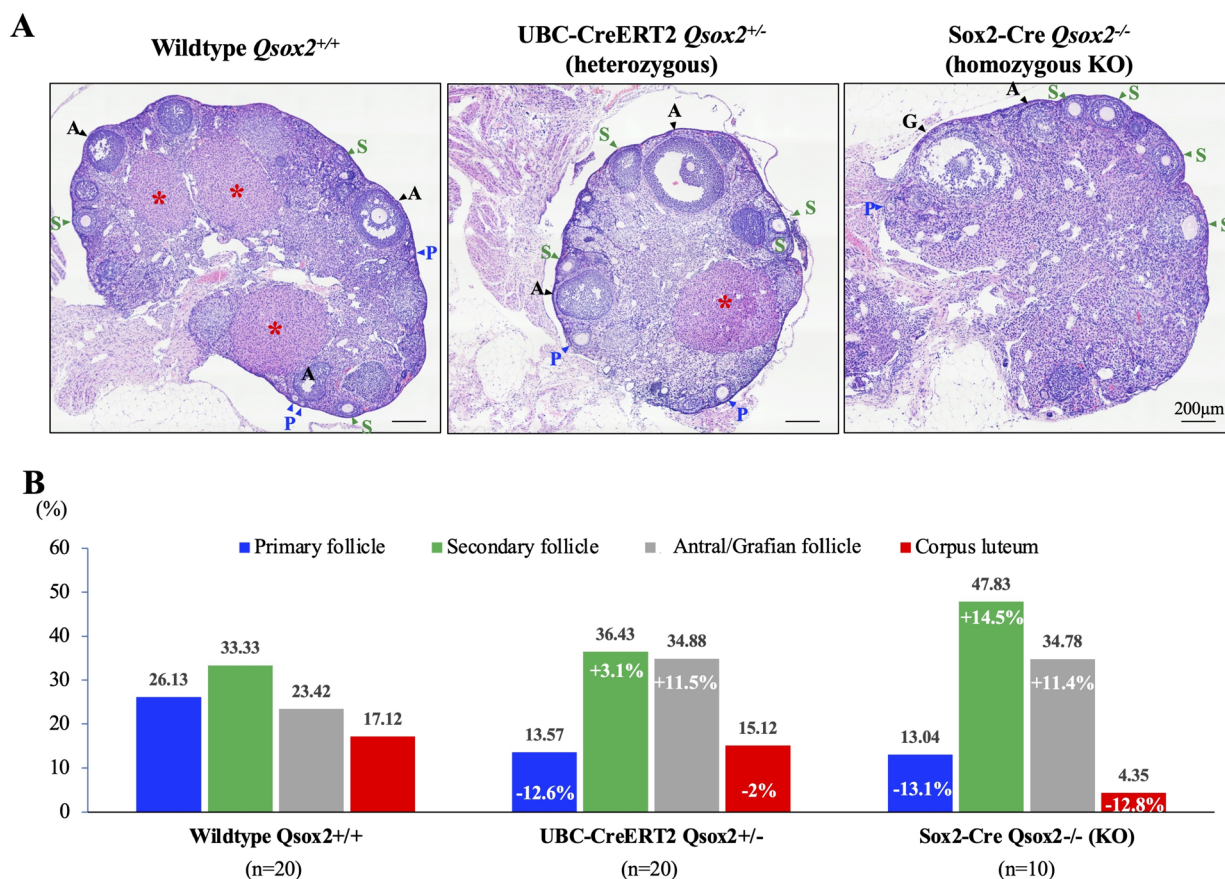 A
Wildtype Qsox2+/+
UBC-CreERT2 Qsox2+/-
(heterozygous)
Sox2-Cre Qsox2-/-
(homozygous KO)
A
S
A
S
P
*
*
*
A
P
S
A
S
S
S
S
A
*
P
P
A
S
S
G
S
P
S
200μm
B
(%)
Primary follicle
Secondary follicle
Antral/Grafian follicle
Corpus luteum
60
50
40
30
20
10
0
26.13
33.33
23.42
17.12
13.57
-12.6%
36.43
+3.1%
34.88
+11.5%
15.12
-2%
13.04
-13.1%
47.83
+14.5%
34.78
+11.4%
4.35
-12.8%
Wildtype Qsox2+/+
(n=20)
UBC-CreERT2 Qsox2+/-
(n=20)
Sox2-Cre Qsox2-/- (KO)
(n=10)